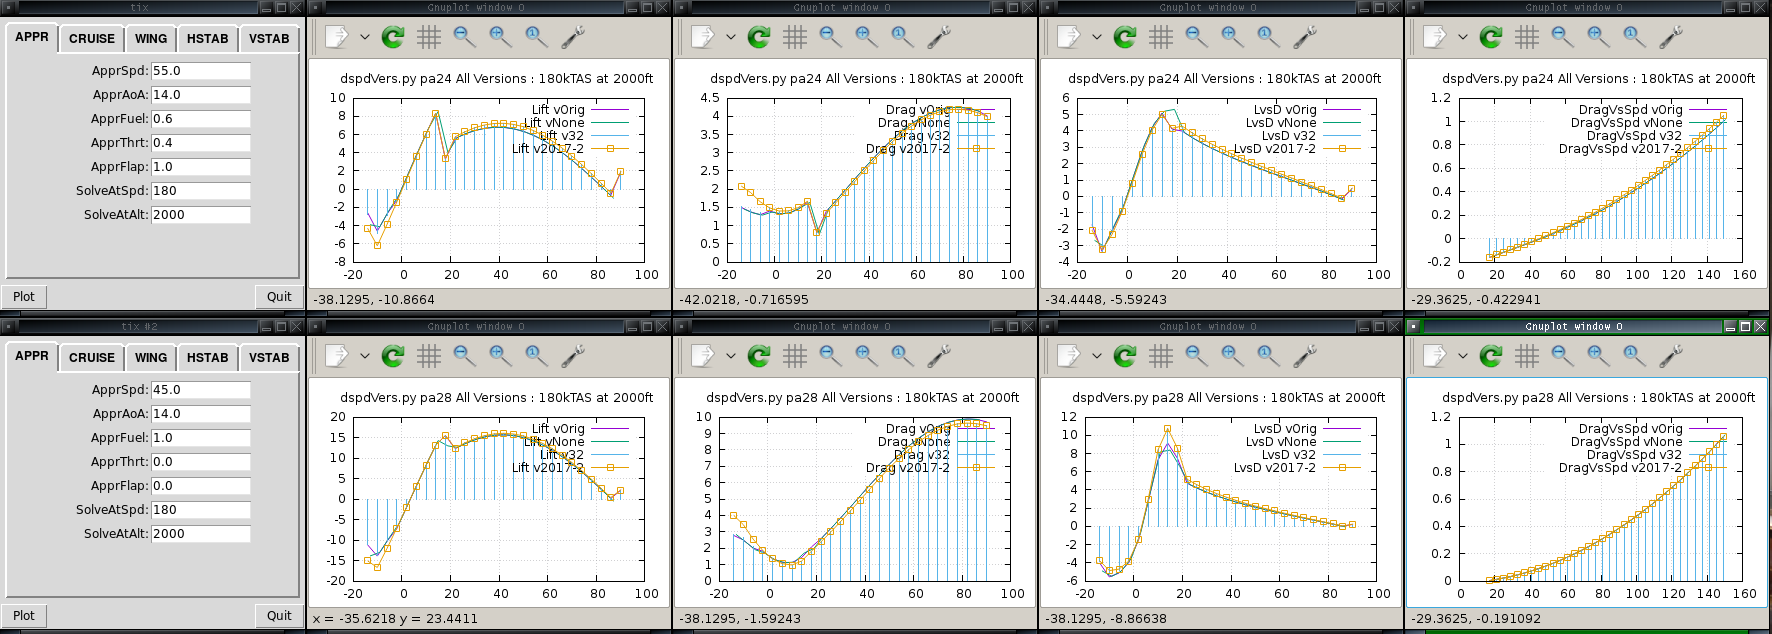 tix
APPR CRUISE WING HSTAB VSTAB
ApprSpd: 55.0
ApprAoA: 14.0
ApprFuel: 0.6
ApprThrt: 0.4
ApprFlap: 1.0
SolveAtSpd: 180
SolveAtAlt: 2000
Plot Quit
Gnuplot window 0
dspdVers.py pa24 All Versions : 180kTAS at 2000ft
Lift vOrig
Lift vNone
Lift v32
Lift v2017-2
10
8
6
4
2
0
-2
-4
-6
-8
-20 0 20 40 60 80 100
-38.1295, -10.8664
Gnuplot window 0
dspdVers.py pa24 All Versions : 180kTAS at 2000ft
Drag vOrig
Drag vNone
Drag v32
Drag v2017-2
4.5
4
3.5
3
2.5
2
1.5
1
0.5
0
-20 0 20 40 60 80 100
-42.0218, -0.716595
Gnuplot window 0
dspdVers.py pa24 All Versions : 180kTAS at 2000ft
LvsD vOrig
LvsD vNone
LvsD v32
LvsD v2017-2
6
5
4
3
2
1
0
-1
-2
-3
-4
-20 0 20 40 60 80 100
-34.4448, -5.59243
Gnuplot window 0
dspdVers.py pa24 All Versions : 180kTAS at 2000ft
DragVsSpd vOrig
DragVsSpd vNone
DragVsSpd v32
DragVsSpd v2017-2
1.2
1
0.8
0.6
0.4
0.2
0
-0.2
0 20 40 60 80 100 120 140 160
-29.3625, -0.422941
tix #2
APPR CRUISE WING HSTAB VSTAB
ApprSpd: 45.0
ApprAoA: 14.0
ApprFuel: 1.0
ApprThrt: 0.0
ApprFlap: 0.0
SolveAtSpd: 180
SolveAtAlt: 2000
Plot Quit
Gnuplot window 0
dspdVers.py pa28 All Versions : 180kTAS at 2000ft
Lift vOrig
Lift vNone
Lift v32
Lift v2017-2
20
15
10
5
0
-5
-10
-15
-20
-20 0 20 40 60 80 100
x = -35.6218 y = 23.4411
Gnuplot window 0
dspdVers.py pa28 All Versions : 180kTAS at 2000ft
Drag vOrig
Drag vNone
Drag v32
Drag v2017-2
10
9
8
7
6
5
4
3
2
1
0
-20 0 20 40 60 80 100
-38.1295, -1.59243
Gnuplot window 0
dspdVers.py pa28 All Versions : 180kTAS at 2000ft
LvsD vOrig
LvsD vNone
LvsD v32
LvsD v2017-2
12
10
8
6
4
2
0
-2
-4
-6
-20 0 20 40 60 80 100
-38.1295, -8.86638
Gnuplot window 0
dspdVers.py pa28 All Versions : 180kTAS at 2000ft
DragVsSpd vOrig
DragVsSpd vNone
DragVsSpd v32
DragVsSpd v2017-2
1.2
1
0.8
0.6
0.4
0.2
0
0 20 40 60 80 100 120 140 160
-29.3625, -0.191092